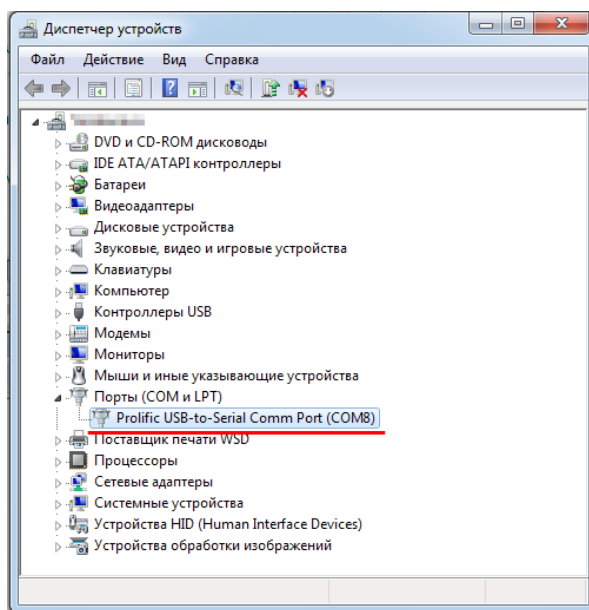 Диспетчер устройств
Файл Действие Вид Справка
DVD и CD-ROM дисководы
IDE ATA/ATAPI контроллеры
Батареи
Видеоадаптеры
Дисковые устройства
Звуковые, видео и игровые устройства
Клавиатуры
Компьютер
Контроллеры USB
Модемы
Мониторы
Мыши и иные указывающие устройства
Порты (COM и LPT)
Prolific USB-to-Serial Comm Port (COM8)
Поставщик печати WSD
Процессоры
Сетевые адаптеры
Системные устройства
Устройства HID (Human Interface Devices)
Устройства обработки изображений